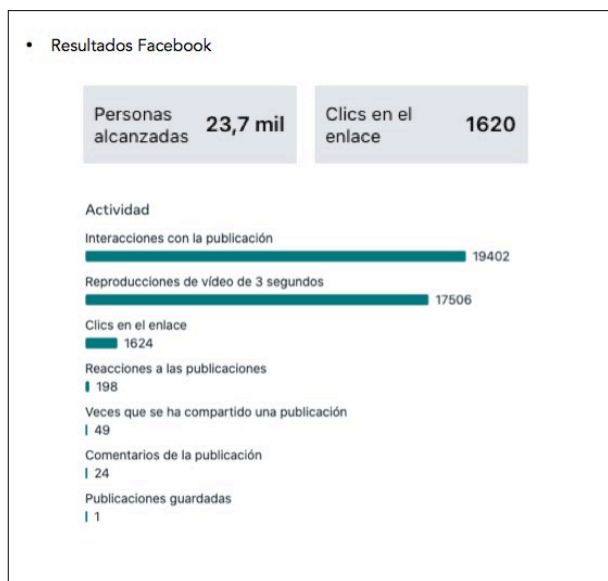 • Resultados Facebook
Personas alcanzadas 23,7 mil
Clics en el enlace 1620
Actividad
Interacciones con la publicación
19402
Reproducciones de vídeo de 3 segundos
17506
Clics en el enlace
1624
Reacciones a las publicaciones
198
Veces que se ha compartido una publicación
49
Comentarios de la publicación
24
Publicaciones guardadas
1